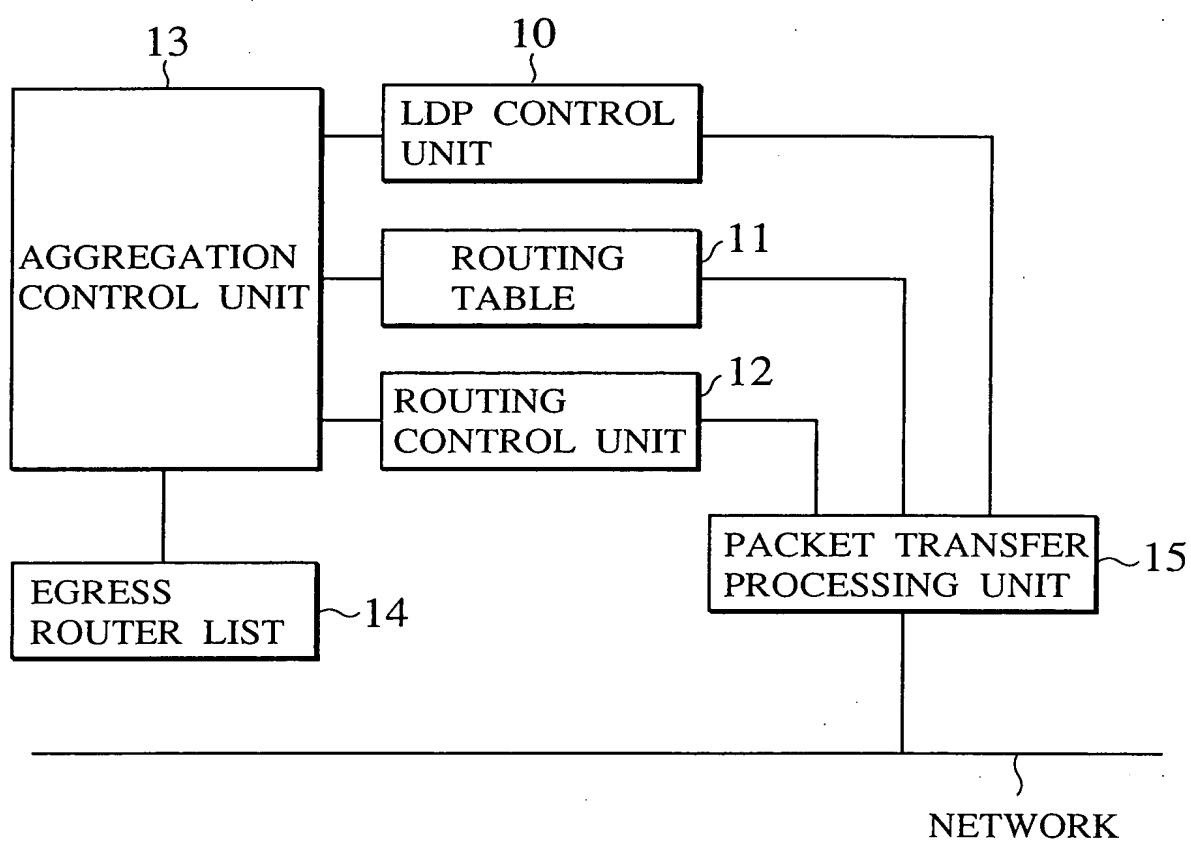 13
10
LDP CONTROL
UNIT
AGGREGATION
CONTROL UNIT
ROUTING
TABLE
11
ROUTING
CONTROL UNIT
12
PACKET TRANSFER
PROCESSING UNIT
15
EGRESS
ROUTER LIST
14
NETWORK